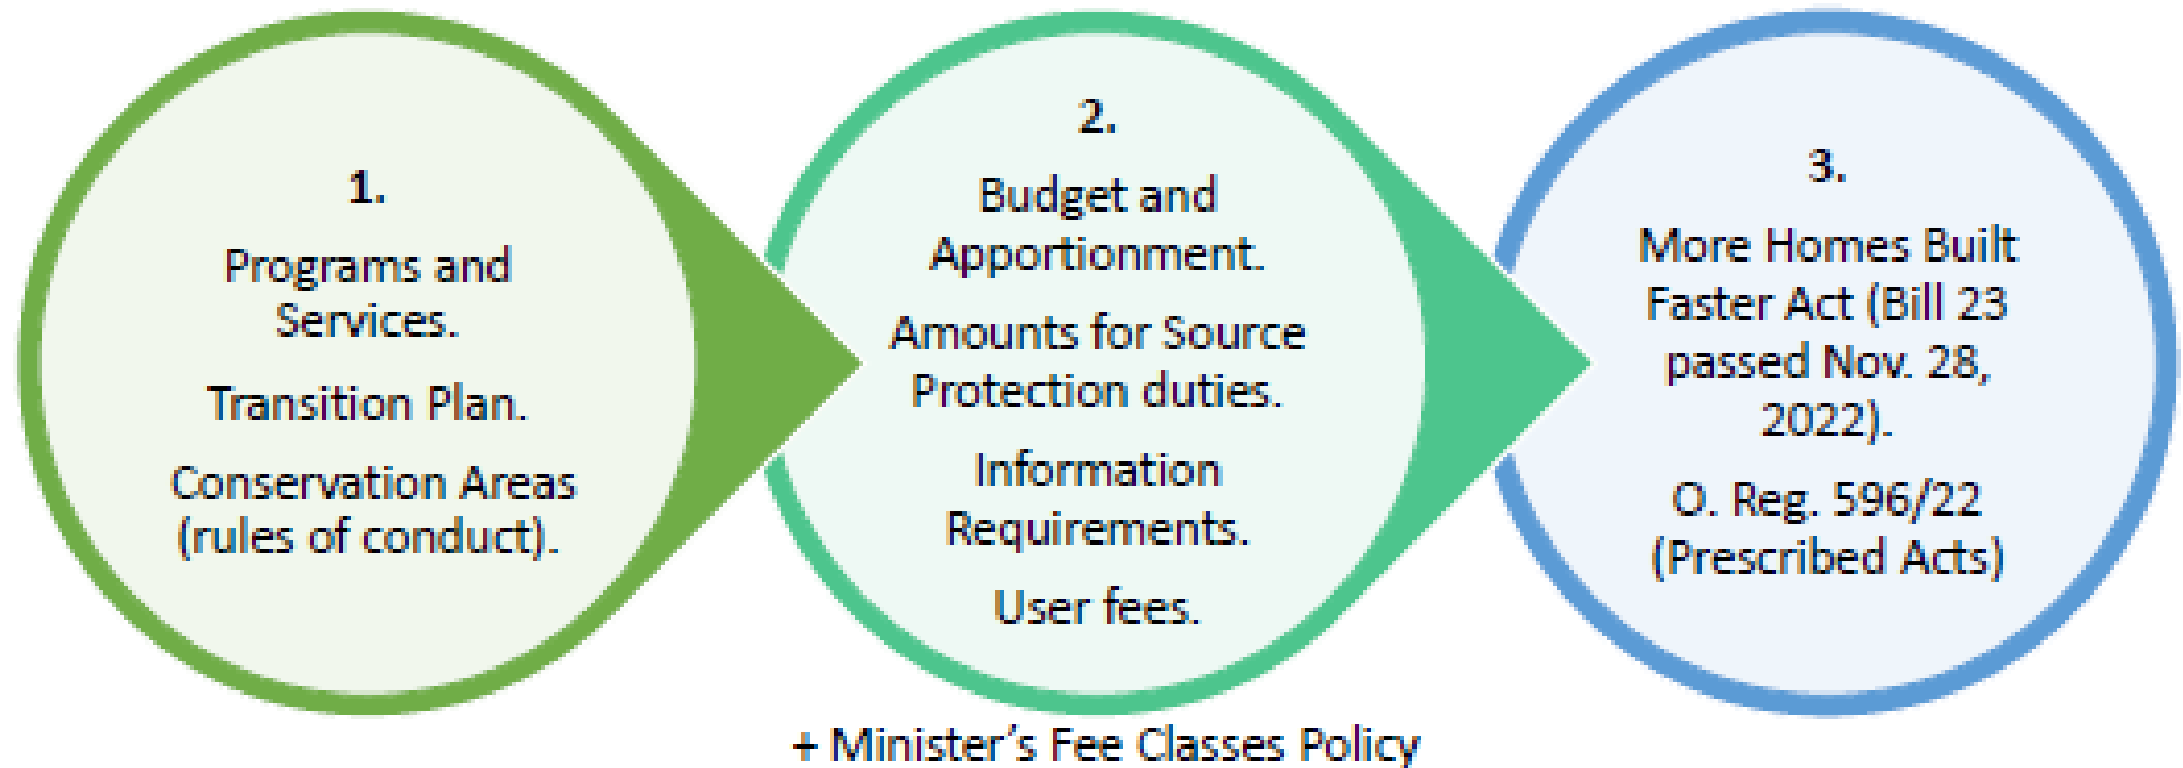 1.
Programs and
Services.
Transition Plan.
Conservation Areas
(rules of conduct).
2.
Budget and
Apportionment.
Amounts for Source
Protection duties.
Information
Requirements.
User fees.
+ Minister's Fee Classes Policy
3.
More Homes Built
Faster Act (Bill 23
passed Nov. 28,
2022).
O. Reg. 596/22
(Prescribed Acts)